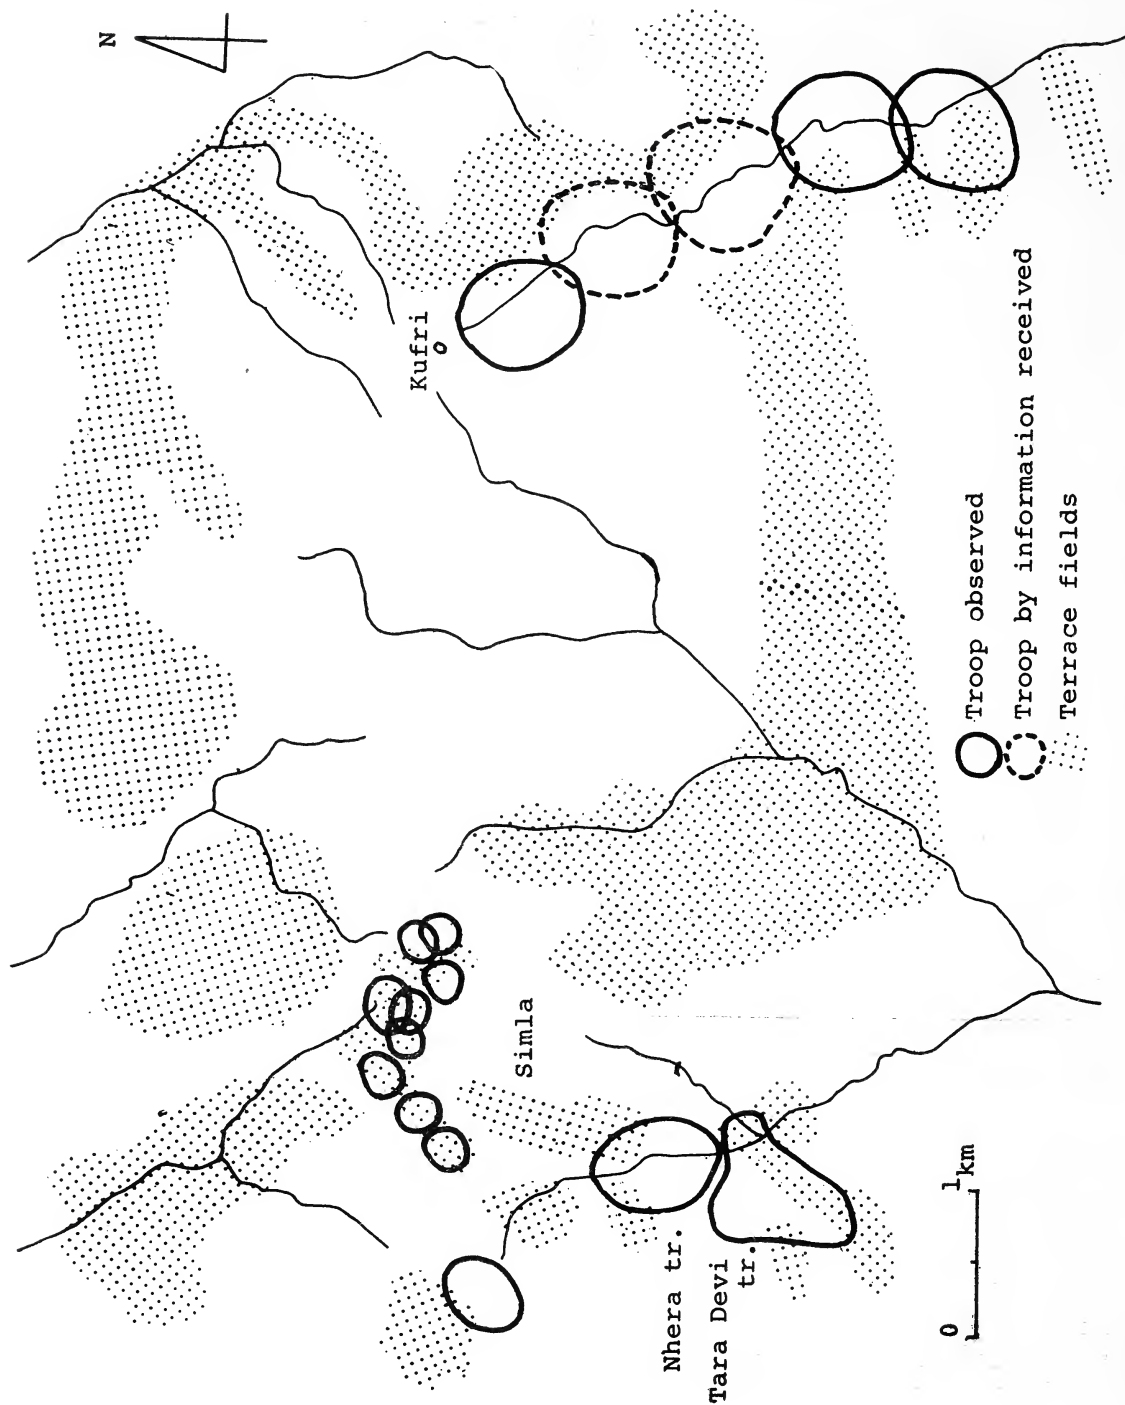 N
Kufri
Simla
Nhera tr.
Tara Devi
tr.
0
1
km
Troop observed
Troop by information received
Terrace fields